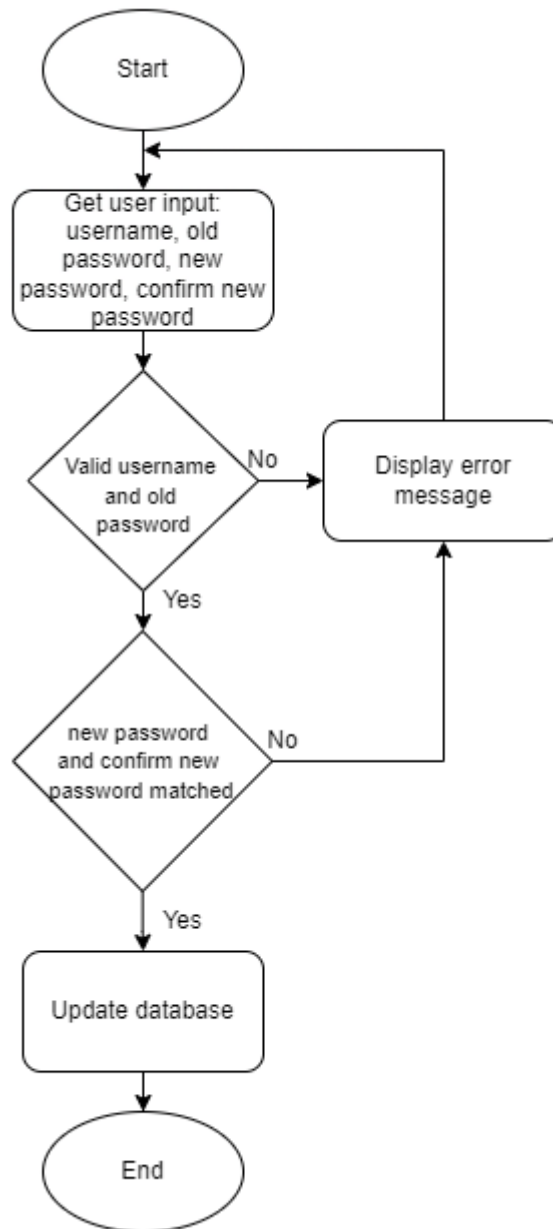 Start
Get user input:
username, old
password, new
password, confirm new
password
Valid username
and old
password
No
Display error
message
Yes
new password
and confirm new
password matched
No
Yes
Update database
End